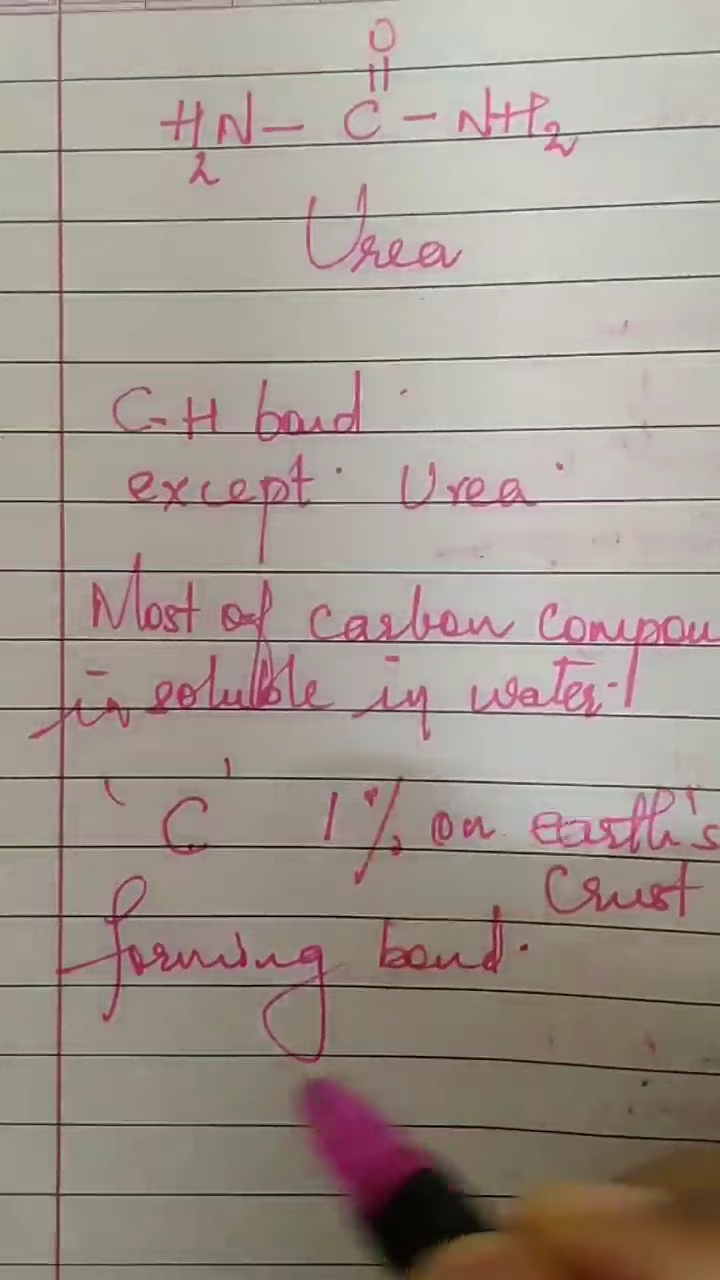 O
||
H2N – C – NH2
Urea
C-H bond.
except. Urea.
Most of carbon compou
insoluble in water.
'C' 1% on earth's
Crust
forming bond.